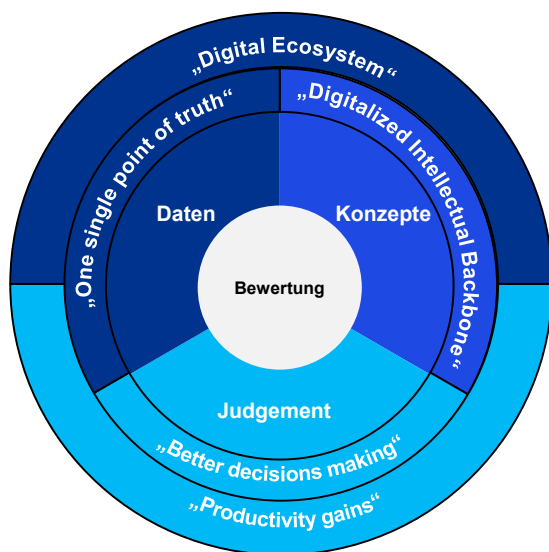 „Digital Ecosystem“
„One single point of truth“
„Digitalized Intellectual Backbone“
Daten
Konzepte
Bewertung
Judgement
„Better decisions making“
„Productivity gains“